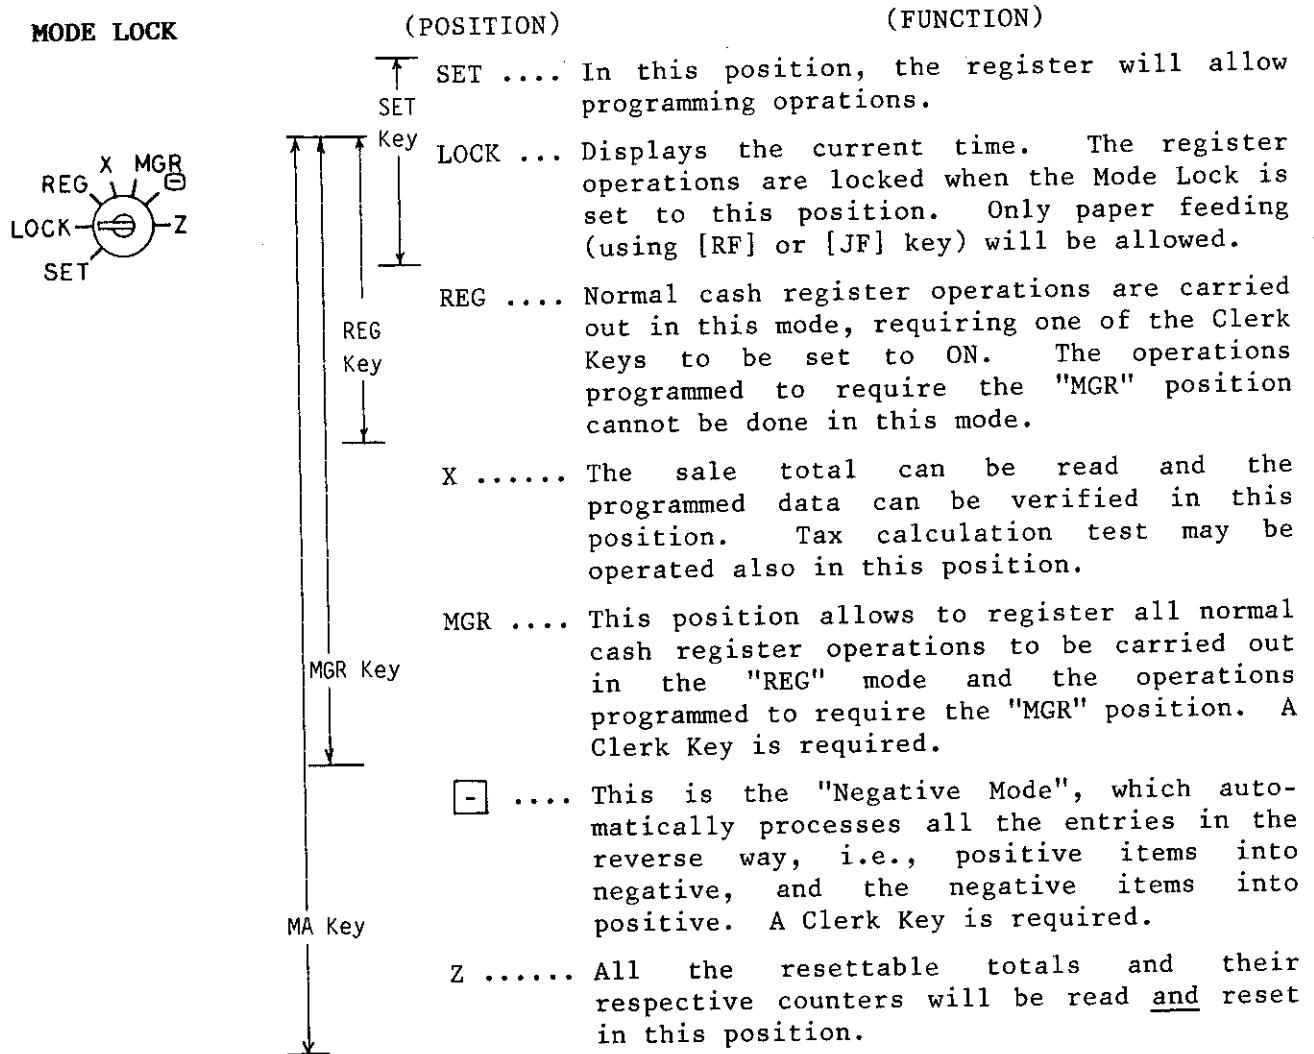 MODE LOCK
(POSITION)
(FUNCTION)
SET .... In this position, the register will allow
programming oprations.
SET
Key
LOCK ... Displays the current time. The register
operations are locked when the Mode Lock is
set to this position. Only paper feeding
(using [RF] or [JF] key) will be allowed.
X MGR
REG -
LOCK Z
SET
REG .... Normal cash register operations are carried
out in this mode, requiring one of the Clerk
Keys to be set to ON. The operations
programmed to require the "MGR" position
cannot be done in this mode.
REG
Key
X ...... The sale total can be read and the
programmed data can be verified in this
position. Tax calculation test may be
operated also in this position.
MGR .... This position allows to register all normal
cash register operations to be carried out
in the "REG" mode and the operations
programmed to require the "MGR" position. A
Clerk Key is required.
MGR Key
- .... This is the "Negative Mode", which auto-
matically processes all the entries in the
reverse way, i.e., positive items into
negative, and the negative items into
positive. A Clerk Key is required.
MA Key
Z ...... All the resettable totals and their
respective counters will be read and reset
in this position.